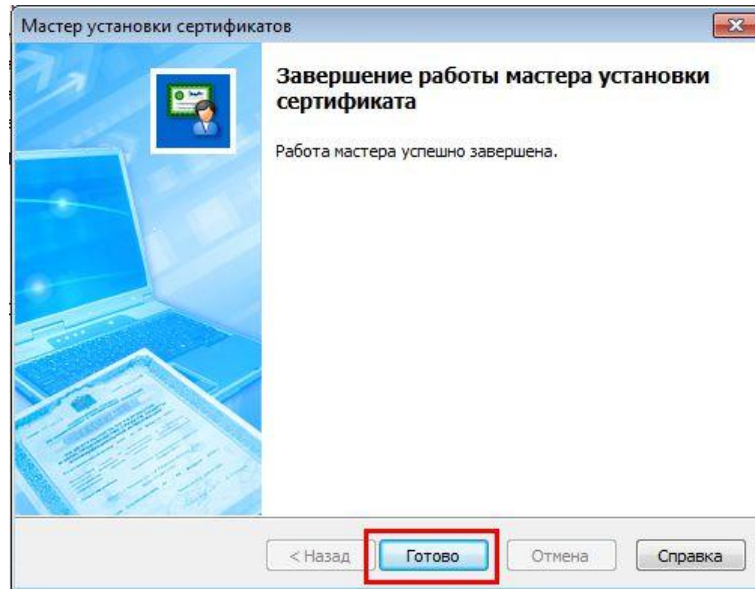 Мастер установки сертификатов
Завершение работы мастера установки
сертификата
Работа мастера успешно завершена.
< Назад
Готово
Отмена
Справка